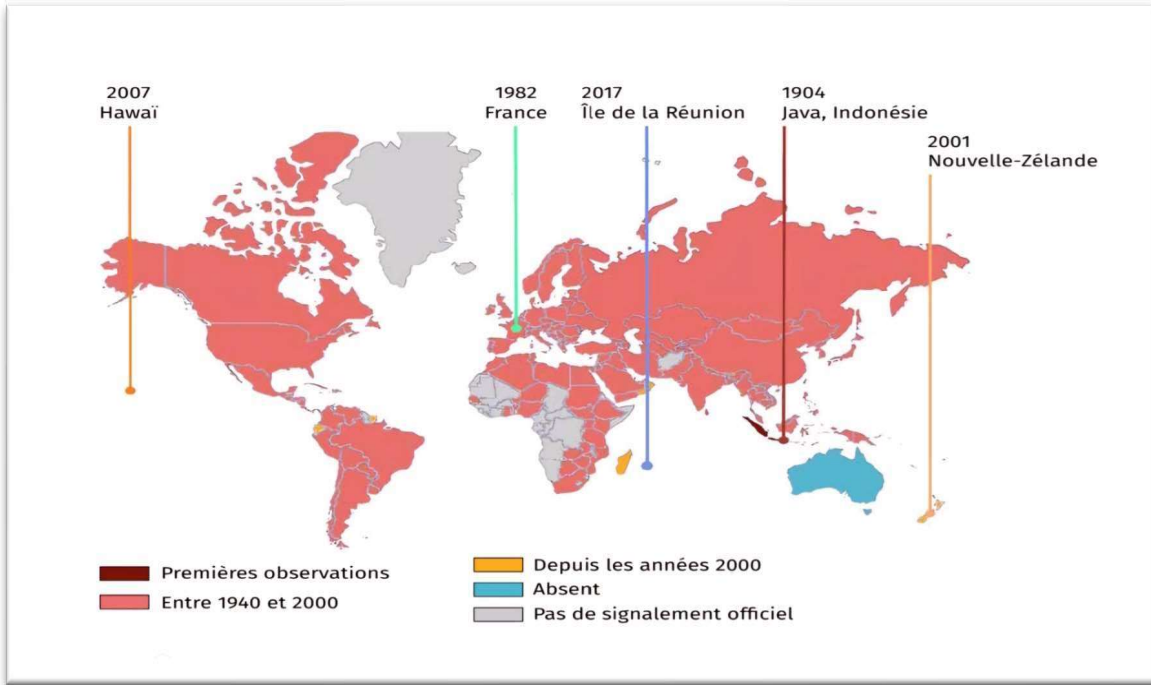 2007
Hawaï
1982
France
2017
Île de la Réunion
1904
Java, Indonésie
2001
Nouvelle-Zélande
Premières observations
Entre 1940 et 2000
Depuis les années 2000
Absent
Pas de signalement officiel